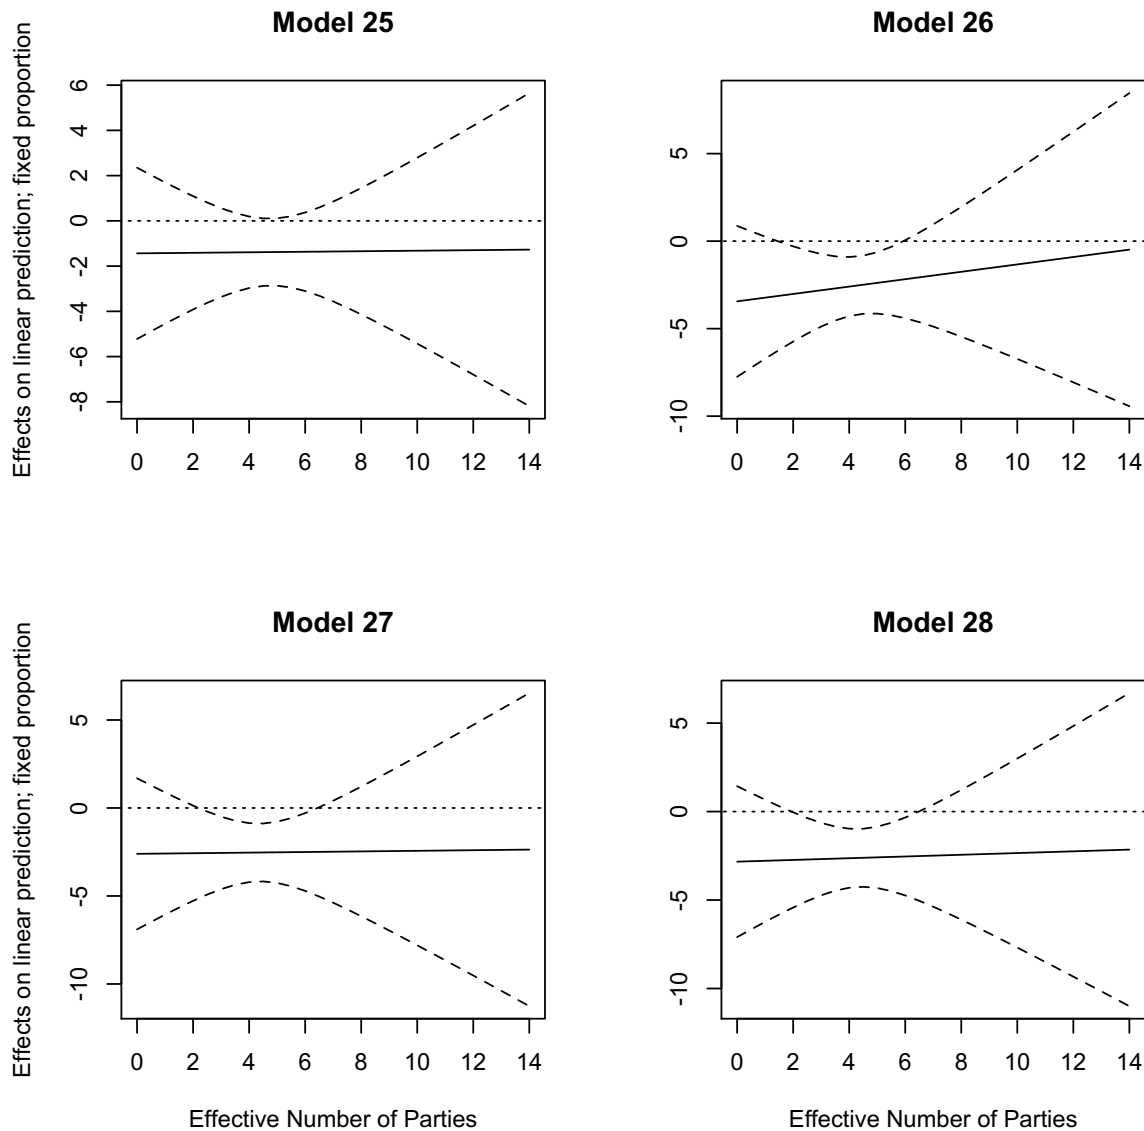 Model 25
Model 26
Effects on linear prediction; fixed proportion
6
4
2
0
-2
-4
-6
-8
0 2 4 6 8 10 12 14
5
0
-5
-10
0 2 4 6 8 10 12 14
Model 27
Model 28
Effects on linear prediction; fixed proportion
5
0
-5
-10
0 2 4 6 8 10 12 14
Effective Number of Parties
5
0
-5
-10
0 2 4 6 8 10 12 14
Effective Number of Parties